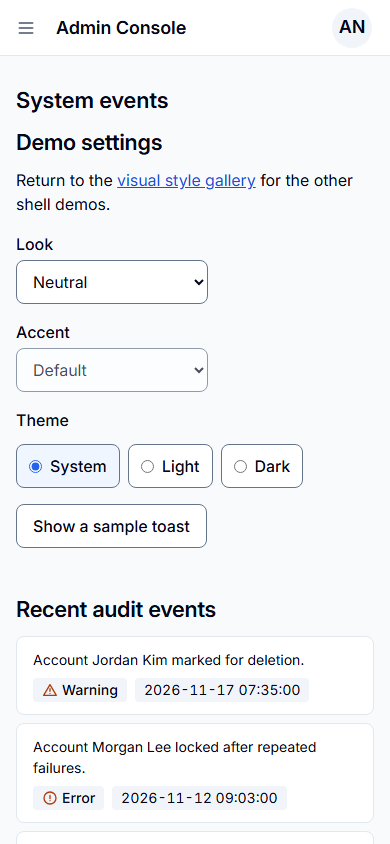 Admin Console
AN
System events
Demo settings
Return to the visual style gallery for the other
shell demos.
Look
Neutral
Accent
Default
Theme
System
Light
Dark
Show a sample toast
Recent audit events
Account Jordan Kim marked for deletion.
Warning
2026-11-17 07:35:00
Account Morgan Lee locked after repeated
failures.
Error
2026-11-12 09:03:00